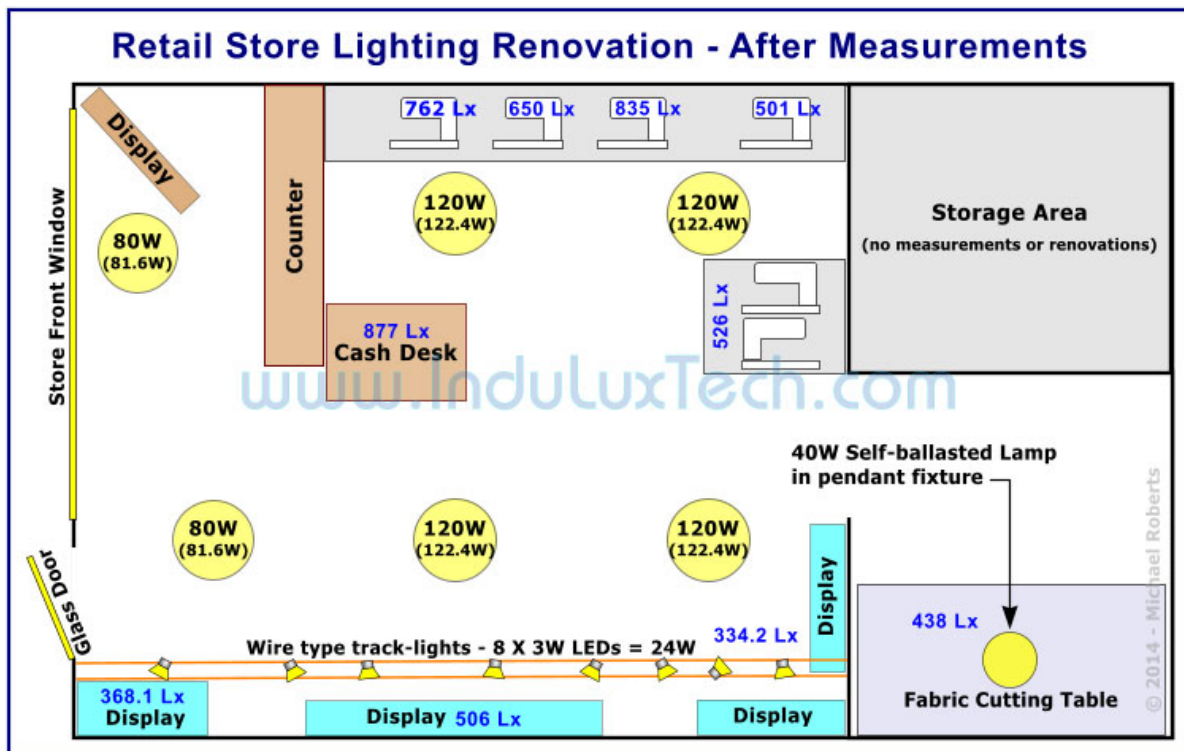 Retail Store Lighting Renovation - After Measurements
762 Lx
650 Lx
835 Lx
501 Lx
Display
Store Front Window
80W
(81.6W)
Counter
120W
(122.4W)
120W
(122.4W)
Storage Area
(no measurements or renovations)
526 Lx
877 Lx
Cash Desk
www.InduLuxTech.com
40W Self-ballasted Lamp
in pendant fixture
80W
(81.6W)
120W
(122.4W)
120W
(122.4W)
Display
Glass Door
Wire type track-lights - 8 X 3W LEDs = 24W
334.2 Lx
438 Lx
Fabric Cutting Table
368.1 Lx
Display
Display 506 Lx
Display
© 2014 - Michael Roberts